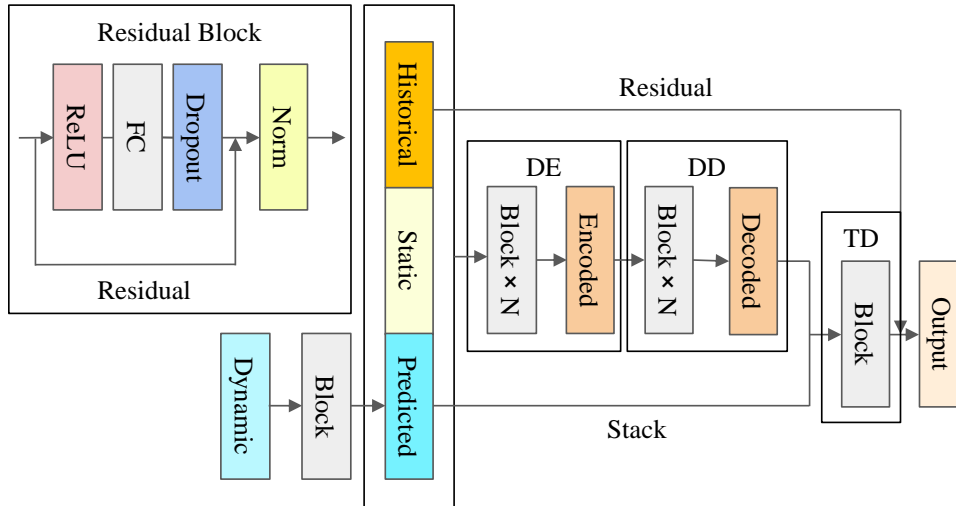 Residual Block
ReLU
FC
Dropout
Norm
Residual
Historical
Static
Predicted
Dynamic
Block
Residual
DE
Block × N
Encoded
DD
Block × N
Decoded
TD
Block
Output
Stack